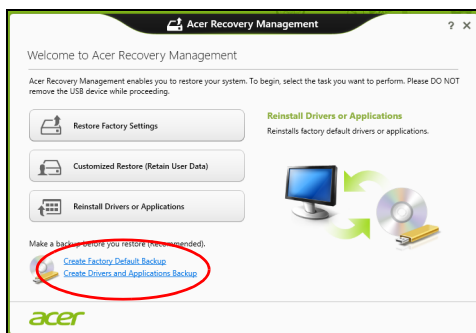 Acer Recovery Management
? ×
Welcome to Acer Recovery Management
Acer Recovery Management enables you to restore your system. To begin, select the task you want to perform. Please DO NOT
remove the USB device while proceeding.
Restore Factory Settings
Customized Restore (Retain User Data)
Reinstall Drivers or Applications
Reinstall Drivers or Applications
Reinstalls factory default drivers or applications.
Make a backup before you restore (Recommended).
Create Factory Default Backup
Create Drivers and Applications Backup
acer